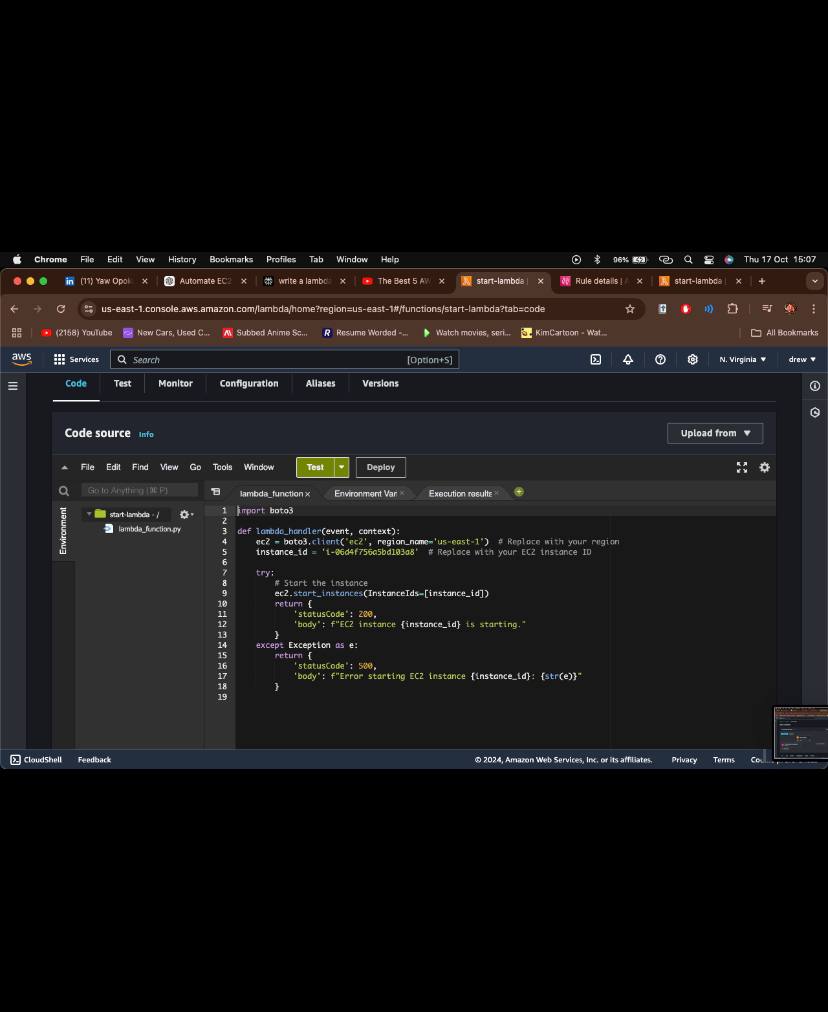 Chrome File Edit View History Bookmarks Profiles Tab Window Help 96% Thu 17 Oct 15:07
(11) Yaw Opok Automate EC2 write a lambda The Best 5 AW start-lambda | Rule details | A start-lambda |
us-east-1.console.aws.amazon.com/lambda/home?region=us-east-1#/functions/start-lambda?tab=code
(2158) YouTube New Cars, Used C... Subbed Anime Sc... Resume Worded -... Watch movies, seri... KimCartoon - Wat... All Bookmarks
aws Services Search [Option+S] N. Virginia drew
Code Test Monitor Configuration Aliases Versions
Code source Info Upload from
File Edit Find View Go Tools Window Test Deploy
Go to Anything (⌘ P) lambda_function Environment Var Execution results
Environment
start-lambda - /
lambda_function.py
1 import boto3
2
3 def lambda_handler(event, context):
4 ec2 = boto3.client('ec2', region_name='us-east-1') # Replace with your region
5 instance_id = 'i-06d4f756a5bd103a8' # Replace with your EC2 instance ID
6
7 try:
8 # Start the instance
9 ec2.start_instances(InstanceIds=[instance_id])
10 return {
11 'statusCode': 200,
12 'body': f"EC2 instance {instance_id} is starting."
13 }
14 except Exception as e:
15 return {
16 'statusCode': 500,
17 'body': f"Error starting EC2 instance {instance_id}: {str(e)}"
18 }
19
CloudShell Feedback © 2024, Amazon Web Services, Inc. or its affiliates. Privacy Terms